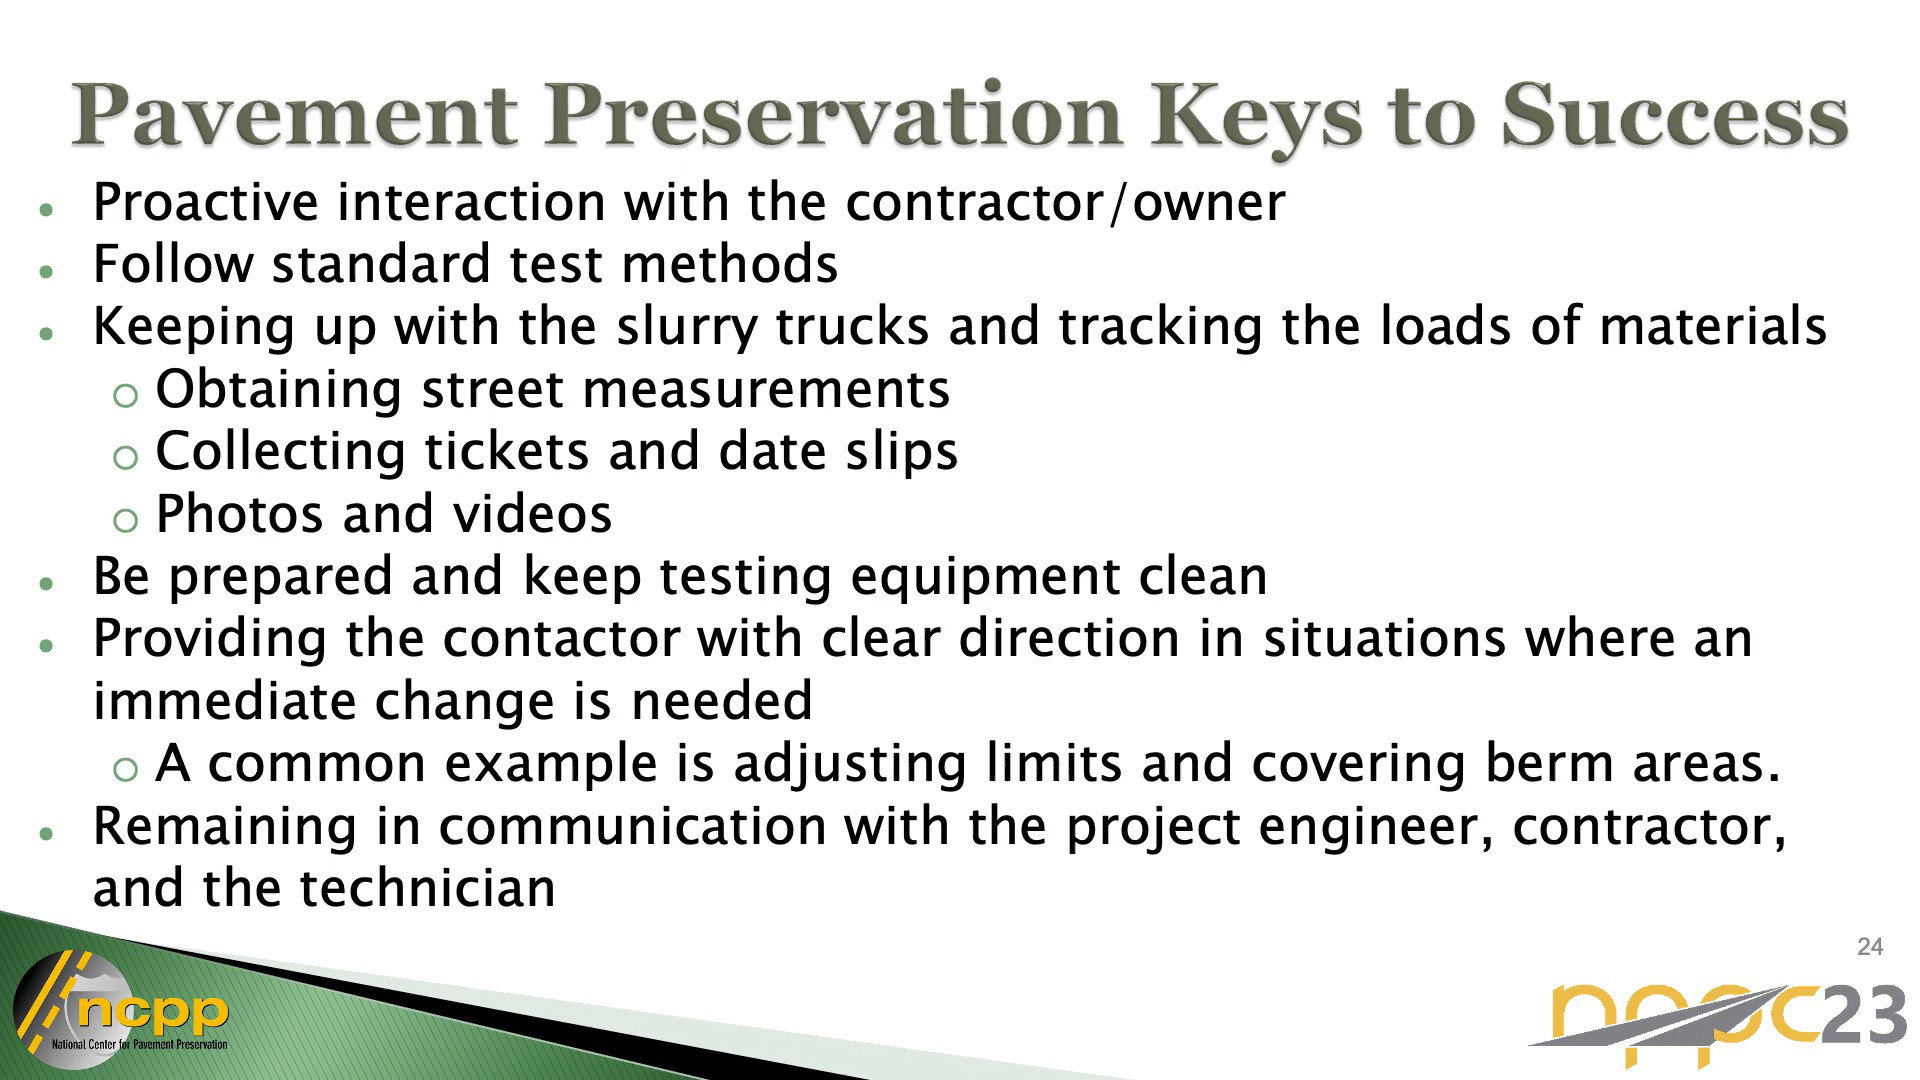 Pavement Preservation Keys to Success
• Proactive interaction with the contractor/owner
• Follow standard test methods
• Keeping up with the slurry trucks and tracking the loads of materials
o Obtaining street measurements
o Collecting tickets and date slips
o Photos and videos
• Be prepared and keep testing equipment clean
• Providing the contactor with clear direction in situations where an
immediate change is needed
o A common example is adjusting limits and covering berm areas.
• Remaining in communication with the project engineer, contractor,
and the technician
24
ncpp
National Center for Pavement Preservation
nppc23